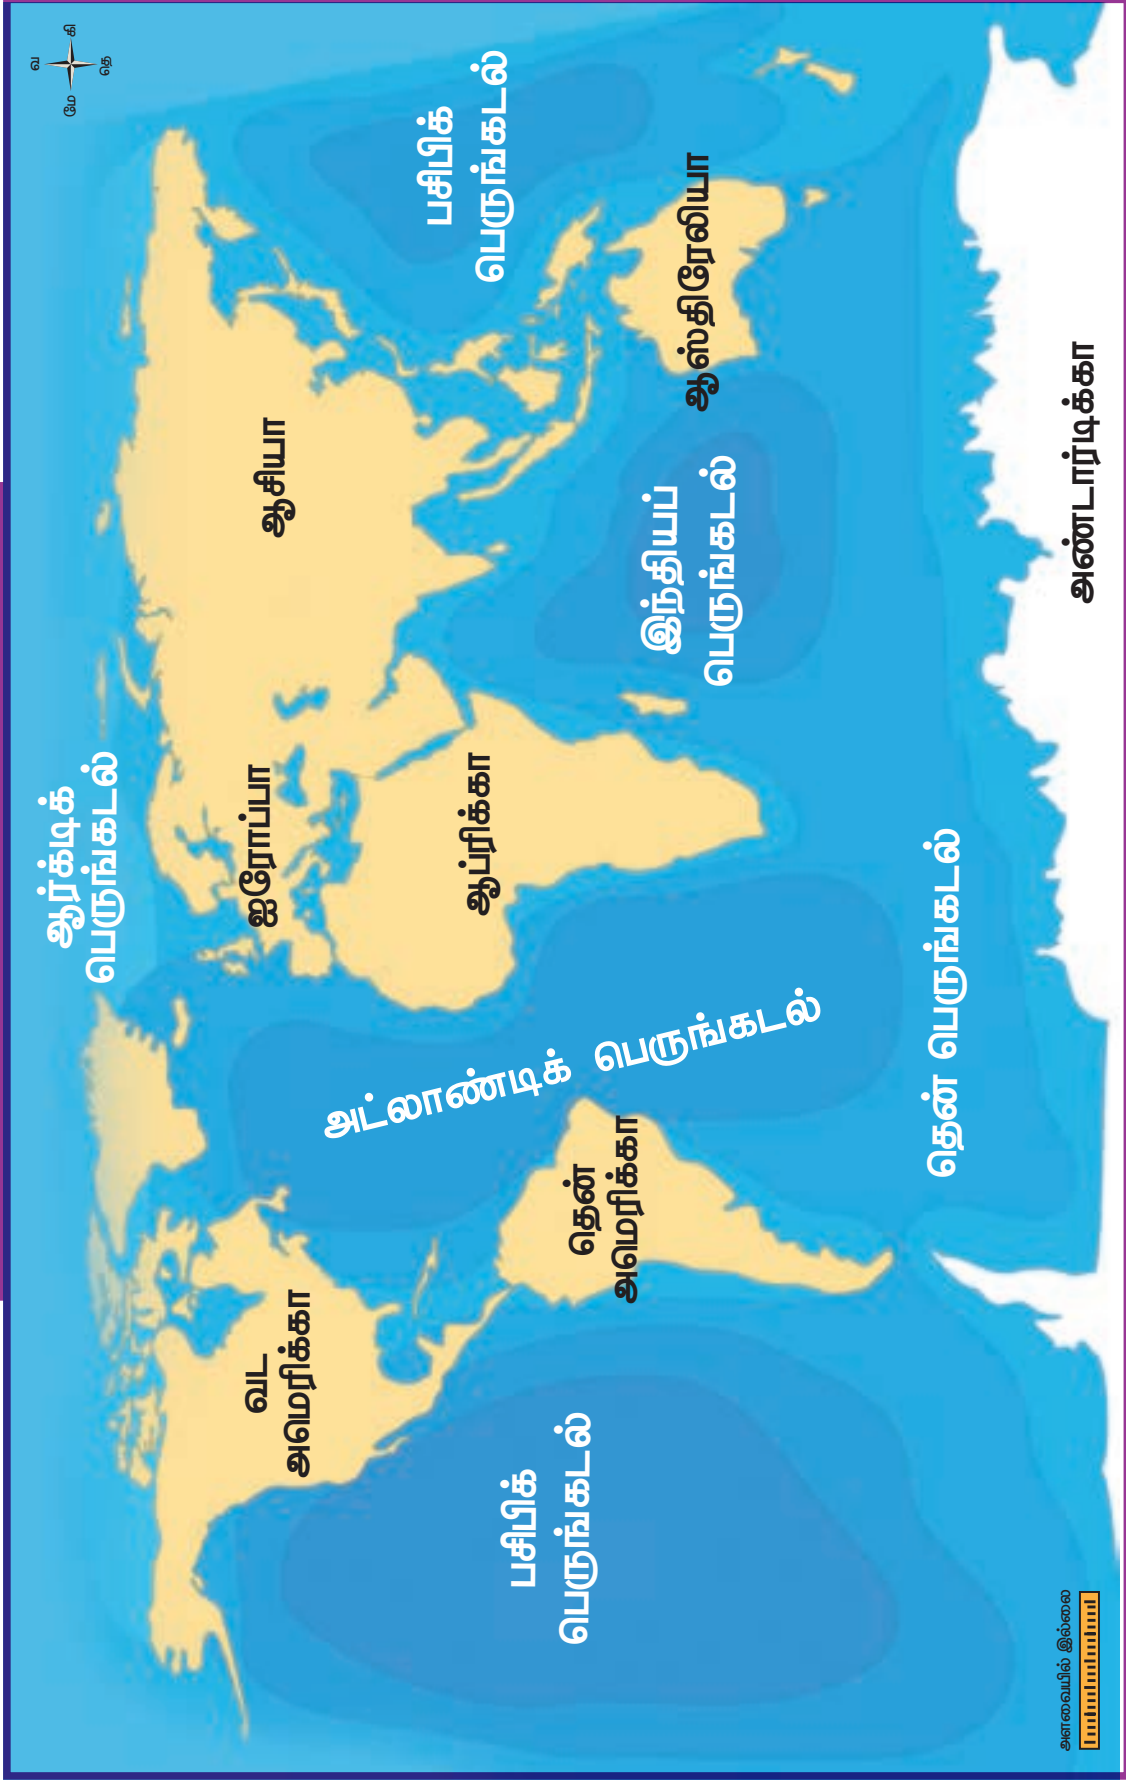 ஆர்க்டிக்
பெருங்கடல்
வ
மே
கி
தெ
வட
அமெரிக்கா
ஐரோப்பா
ஆசியா
பசிபிக்
பெருங்கடல்
அட்லாண்டிக் பெருங்கடல்
ஆப்ரிக்கா
பசிபிக்
பெருங்கடல்
தென்
அமெரிக்கா
இந்தியப்
பெருங்கடல்
ஆஸ்திரேலியா
தென் பெருங்கடல்
அண்டார்டிக்கா
அளவையில் இல்லை